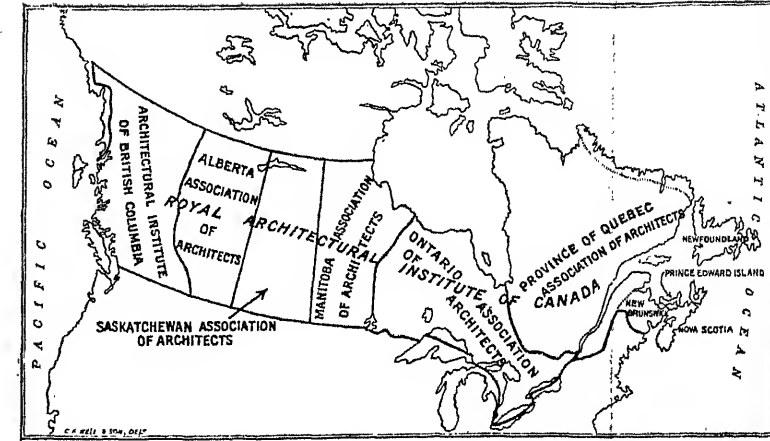 PACIFIC OCEAN
ARCHITECTURAL INSTITUTE
OF BRITISH COLUMBIA
ALBERTA
ASSOCIATION
OF
ARCHITECTS
ROYAL ARCHITECTURAL INSTITUTE OF CANADA
SASKATCHEWAN ASSOCIATION
OF ARCHITECTS
MANITOBA ASSOCIATION
OF ARCHITECTS
ONTARIO ASSOCIATION
OF
ARCHITECTS
PROVINCE OF QUEBEC
ASSOCIATION OF ARCHITECTS
NEWFOUNDLAND
PRINCE EDWARD ISLAND
NEW
BRUNSWICK
NOVA SCOTIA
ATLANTIC OCEAN